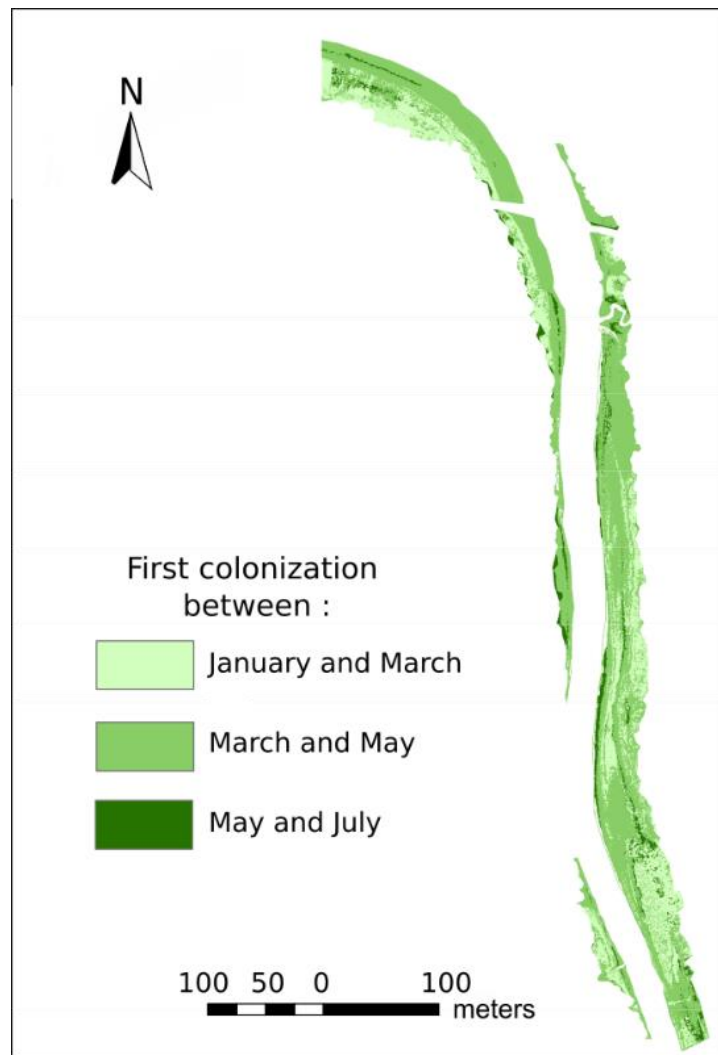 N
First colonization
between :
January and March
March and May
May and July
100 50 0 100
meters